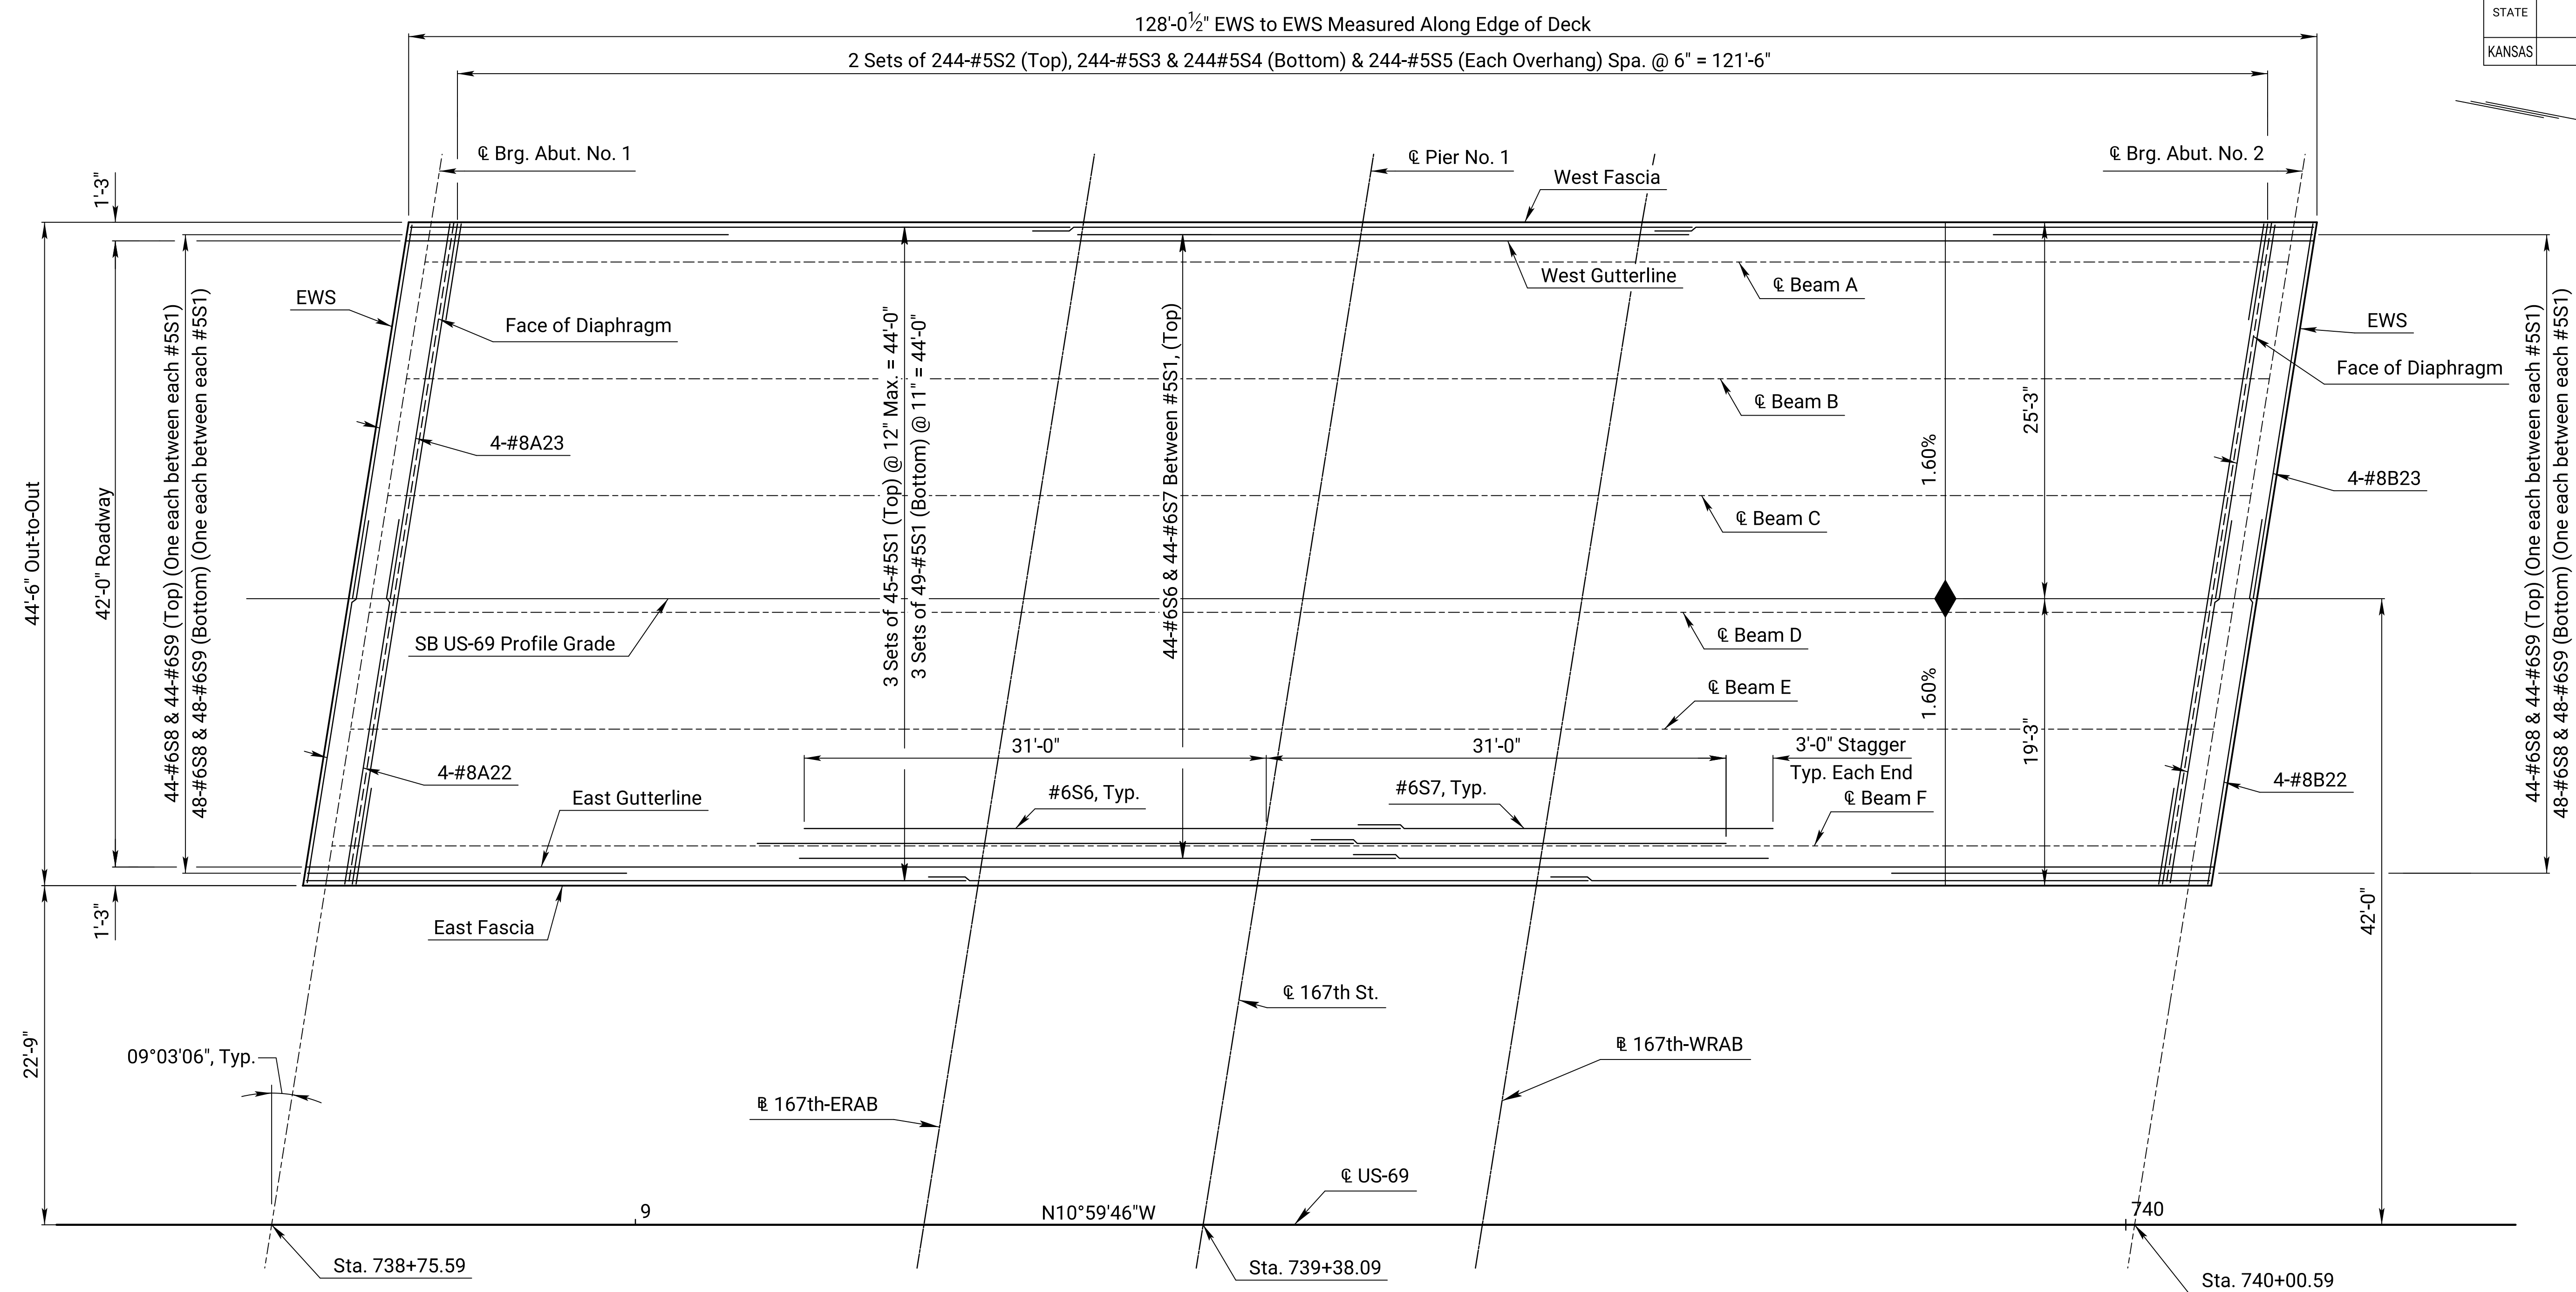 128'-0½" EWS to EWS Measured Along Edge of Deck
STATE
KANSAS
2 Sets of 244-#5S2 (Top), 244-#5S3 & 244#5S4 (Bottom) & 244-#5S5 (Each Overhang) Spa. @ 6" = 121'-6"
℄ Brg. Abut. No. 1
℄ Pier No. 1
℄ Brg. Abut. No. 2
West Fascia
1'-3"
West Gutterline
℄ Beam A
EWS
Face of Diaphragm
EWS
Face of Diaphragm
℄ Beam B
4-#8A23
4-#8B23
℄ Beam C
44'-6" Out-to-Out
42'-0" Roadway
44-#6S8 & 44-#6S9 (Top) (One each between each #5S1)
48-#6S8 & 48-#6S9 (Bottom) (One each between each #5S1)
3 Sets of 45-#5S1 (Top) @ 12" Max. = 44'-0"
3 Sets of 49-#5S1 (Bottom) @ 11" = 44'-0"
44-#6S6 & 44-#6S7 Between #5S1, (Top)
1.60%
25'-3"
44-#6S8 & 44-#6S9 (Top) (One each between each #5S1)
48-#6S8 & 48-#6S9 (Bottom) (One each between each #5S1)
SB US-69 Profile Grade
℄ Beam D
℄ Beam E
1.60%
19'-3"
31'-0"
31'-0"
3'-0" Stagger
Typ. Each End
4-#8A22
4-#8B22
#6S6, Typ.
#6S7, Typ.
℄ Beam F
East Gutterline
1'-3"
East Fascia
42'-0"
℄ 167th St.
22'-9"
09°03'06", Typ.
BL 167th-WRAB
BL 167th-ERAB
℄ US-69
9
N10°59'46"W
740
Sta. 738+75.59
Sta. 739+38.09
Sta. 740+00.59